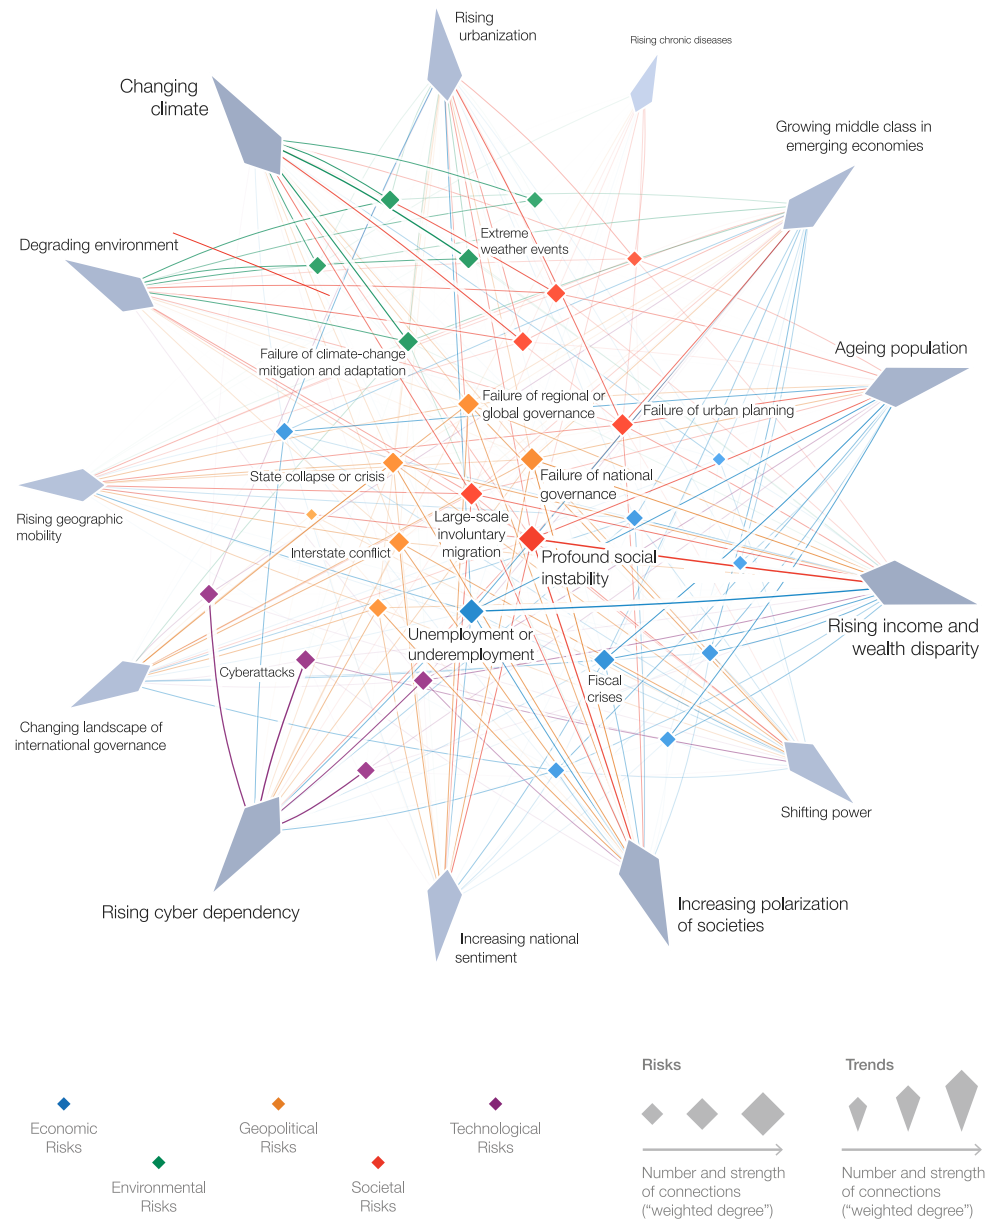 Rising
urbanization
Rising chronic diseases
Changing
climate
Growing middle class in
emerging economies
Degrading environment
Extreme
weather events
Failure of climate-change
mitigation and adaptation
Ageing population
Failure of regional or
global governance
Failure of urban planning
State collapse or crisis
Failure of national
governance
Rising geographic
mobility
Large-scale
involuntary
migration
Interstate conflict
Profound social
instability
Unemployment or
underemployment
Rising income and
wealth disparity
Cyberattacks
Fiscal
crises
Changing landscape of
international governance
Shifting power
Rising cyber dependency
Increasing polarization
of societies
Increasing national
sentiment
Economic
Risks
Environmental
Risks
Geopolitical
Risks
Societal
Risks
Technological
Risks
Risks
Number and strength
of connections
("weighted degree")
Trends
Number and strength
of connections
("weighted degree")